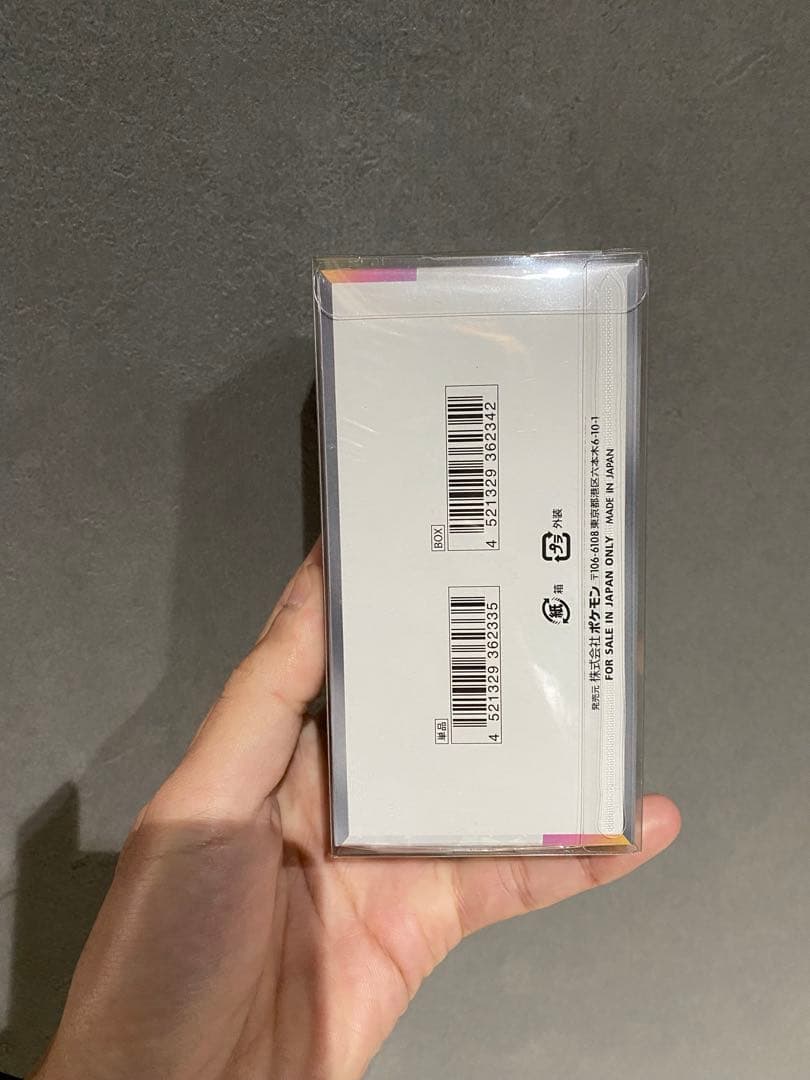 単品
4 521329 362335
BOX
4 521329 362342
紙 箱
プラ 外装
発売元 株式会社ポケモン 〒106-6108 東京都港区六本木6-10-1
FOR SALE IN JAPAN ONLY MADE IN JAPAN